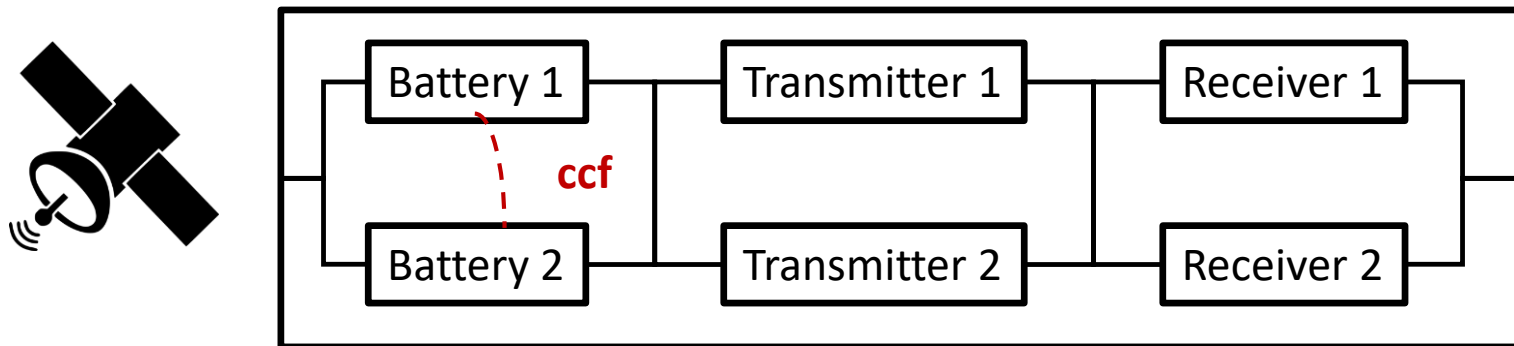 Battery 1
Transmitter 1
Receiver 1
ccf
Battery 2
Transmitter 2
Receiver 2